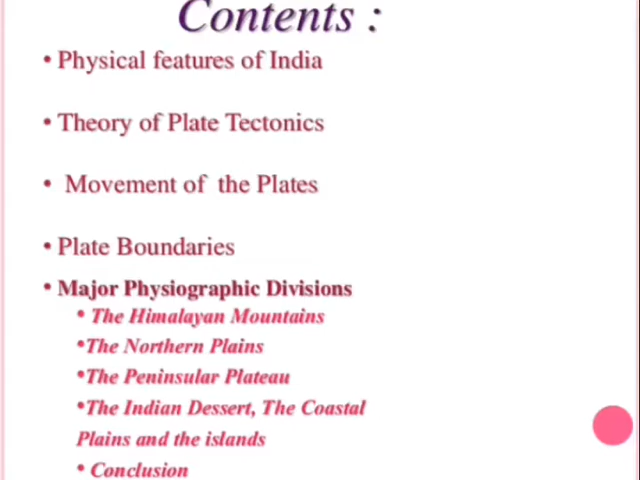 Contents :
• Physical features of India
• Theory of Plate Tectonics
• Movement of the Plates
• Plate Boundaries
• Major Physiographic Divisions
• The Himalayan Mountains
•The Northern Plains
•The Peninsular Plateau
•The Indian Dessert, The Coastal
Plains and the islands
• Conclusion